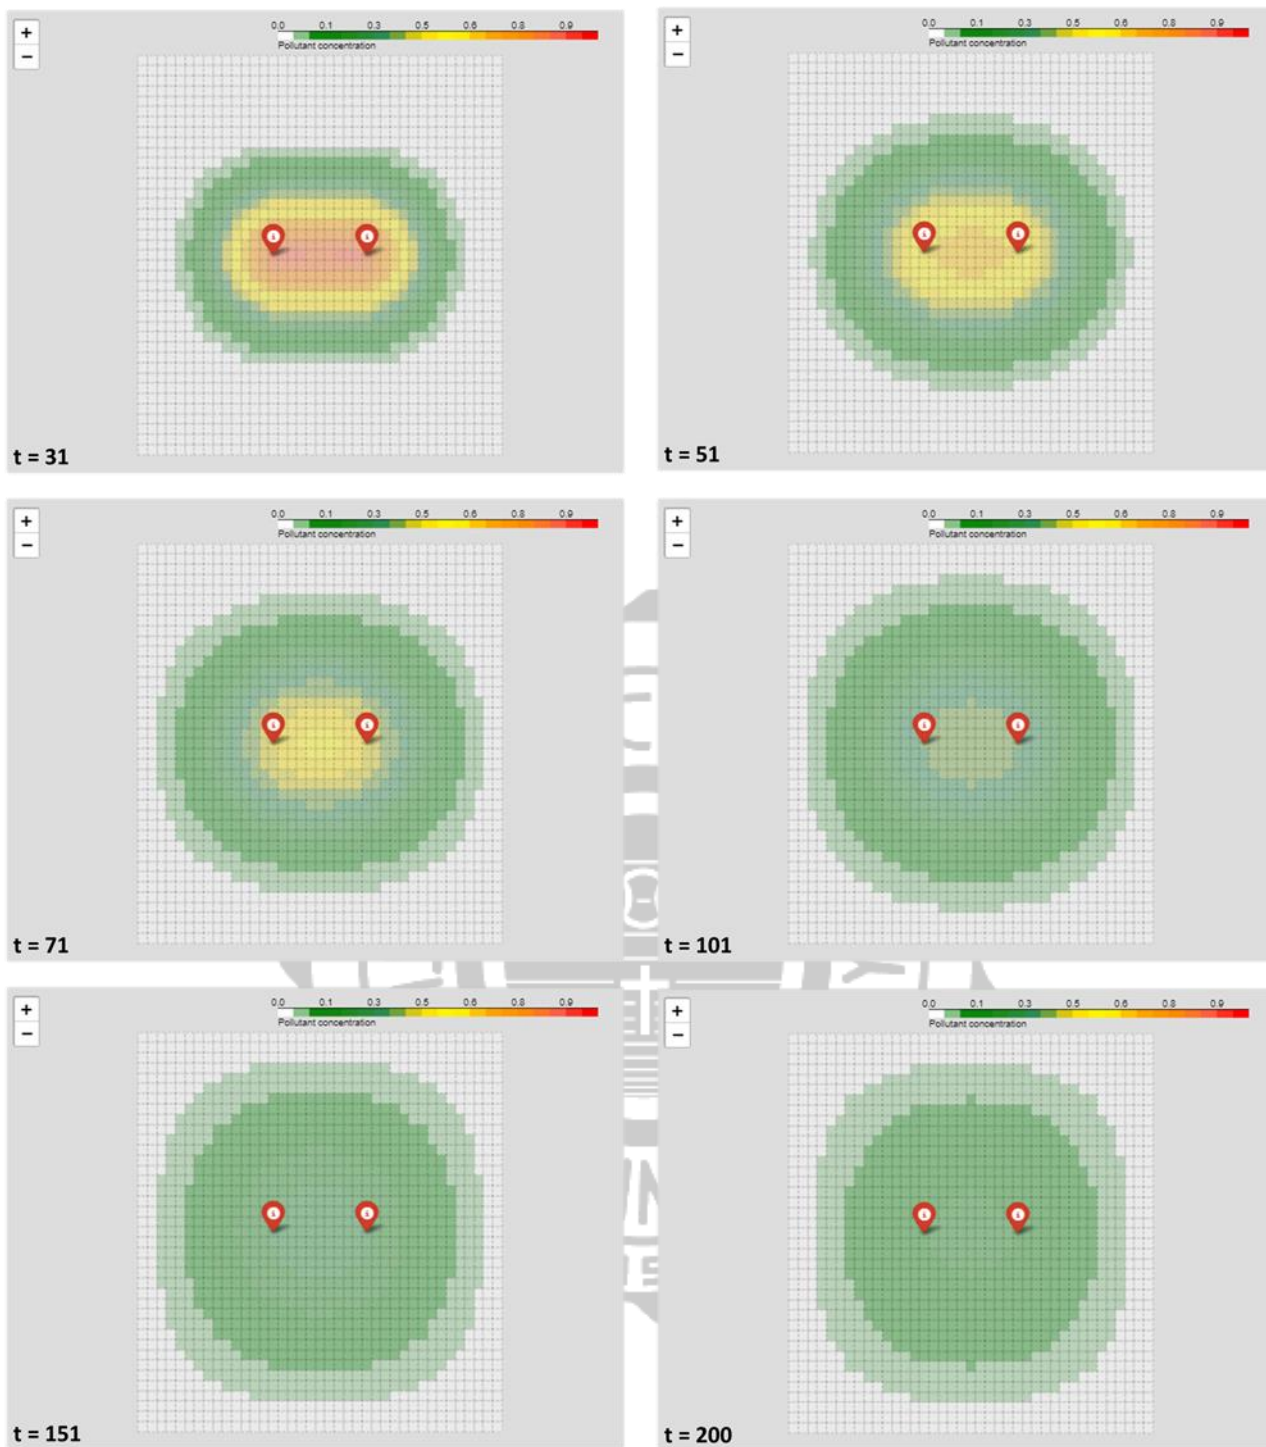 +
−
0.0 0.1 0.3 0.5 0.6 0.8 0.9
Pollutant concentration
t = 31
+
−
0.0 0.1 0.3 0.5 0.6 0.8 0.9
Pollutant concentration
t = 51
+
−
0.0 0.1 0.3 0.5 0.6 0.8 0.9
Pollutant concentration
t = 71
+
−
0.0 0.1 0.3 0.5 0.6 0.8 0.9
Pollutant concentration
t = 101
+
−
0.0 0.1 0.3 0.5 0.6 0.8 0.9
Pollutant concentration
t = 151
+
−
0.0 0.1 0.3 0.5 0.6 0.8 0.9
Pollutant concentration
t = 200